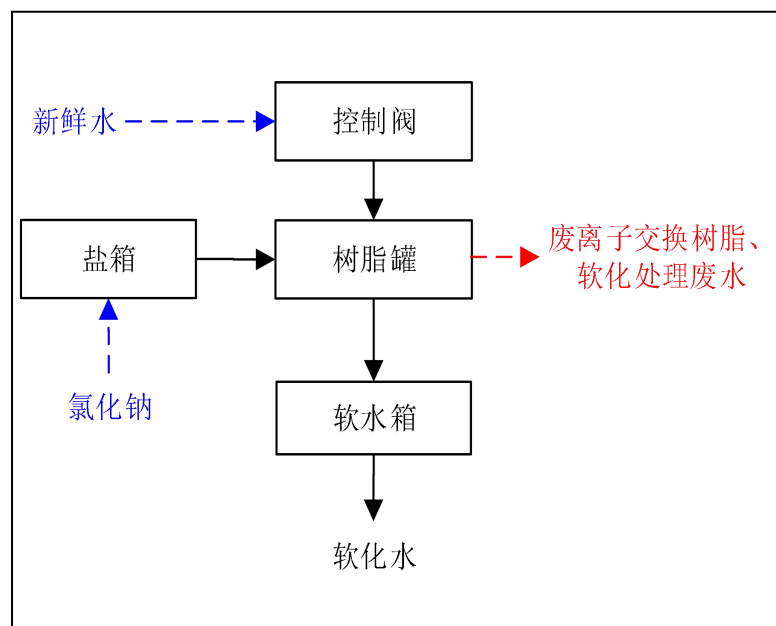 新鲜水
控制阀
盐箱
树脂罐
废离子交换树脂、
软化处理废水
氯化钠
软水箱
软化水